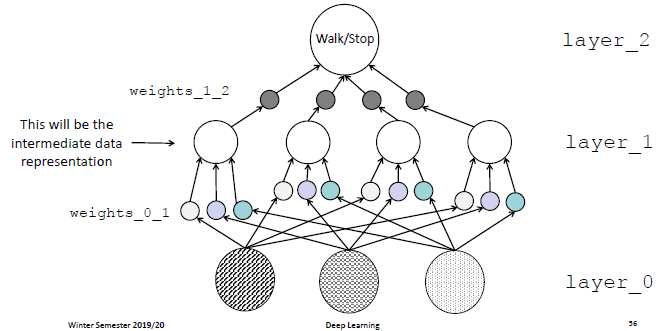 Walk/Stop
layer_2
weights_1_2
This will be the
intermediate data
representation
layer_1
weights_0_1
layer_0
Winter Semester 2019/20
Deep Learning
56